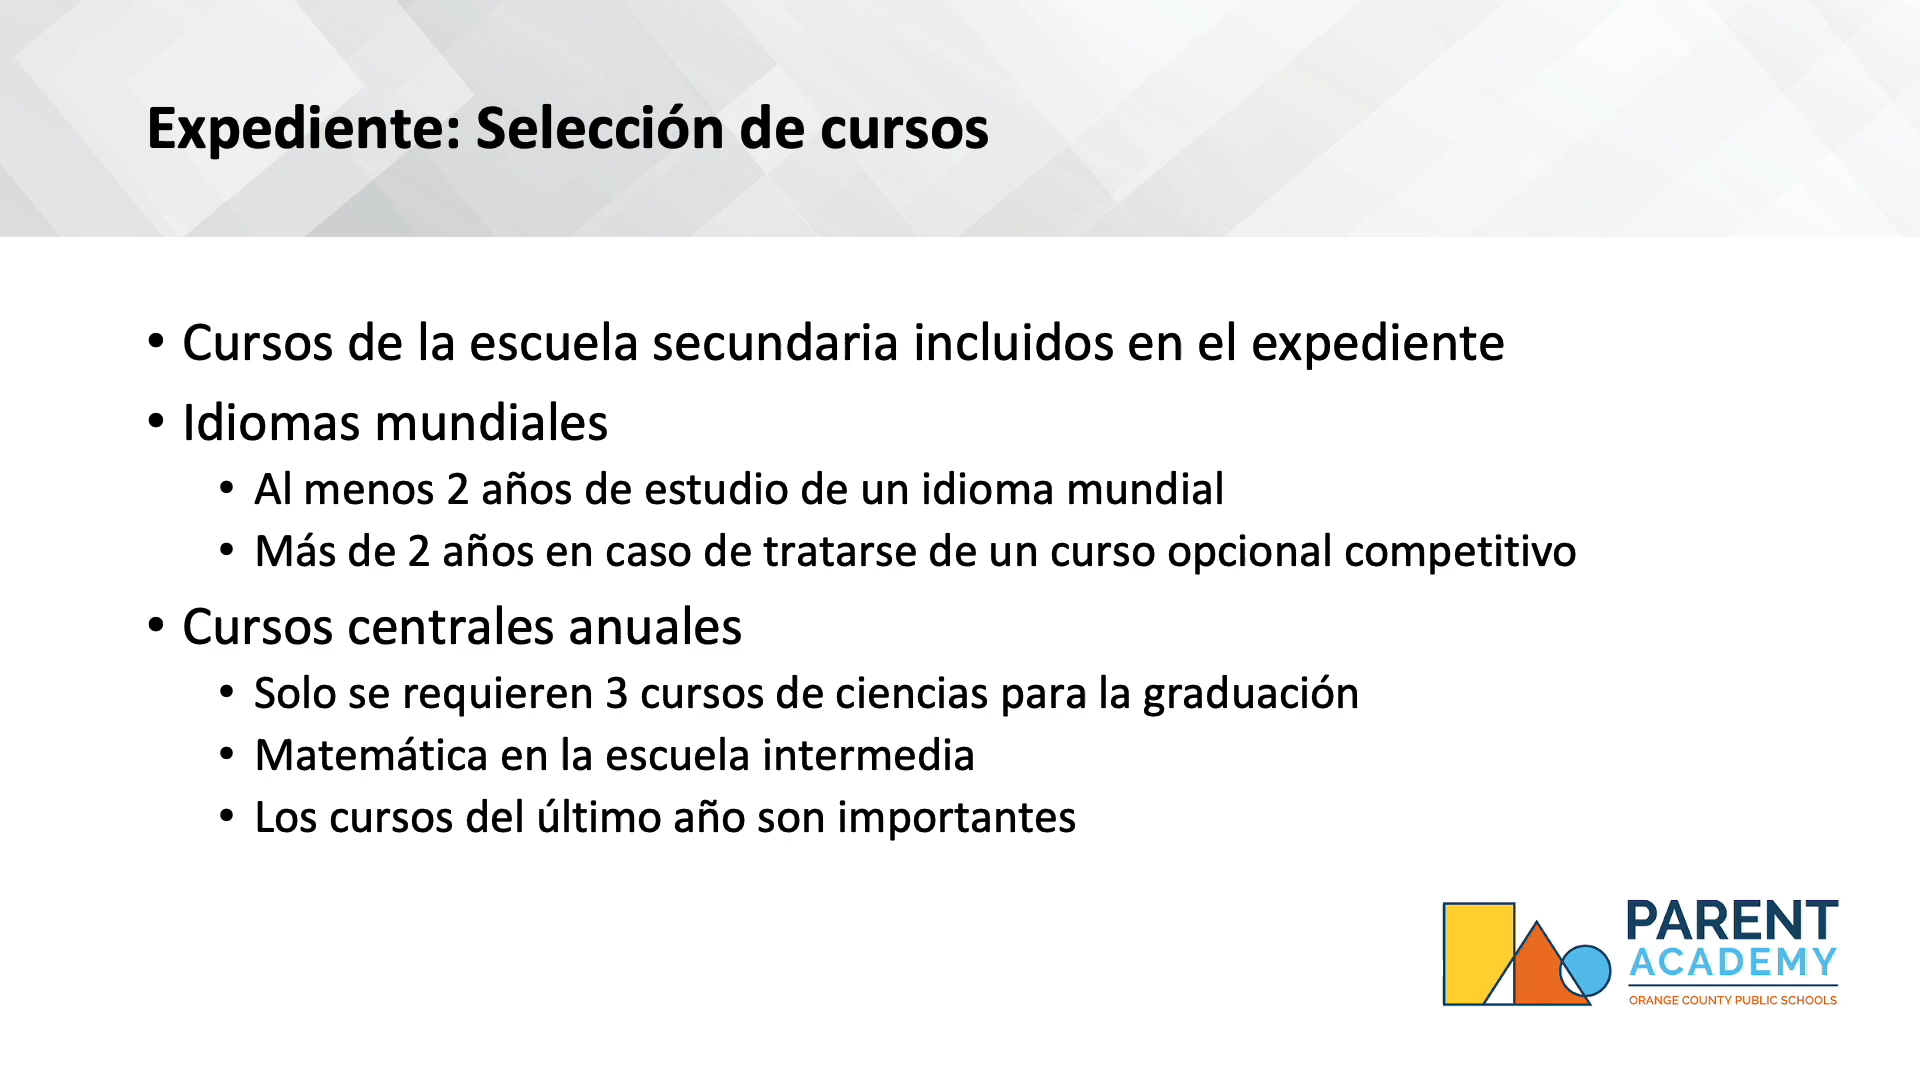 Expediente: Selección de cursos
• Cursos de la escuela secundaria incluidos en el expediente
• Idiomas mundiales
• Al menos 2 años de estudio de un idioma mundial
• Más de 2 años en caso de tratarse de un curso opcional competitivo
• Cursos centrales anuales
• Solo se requieren 3 cursos de ciencias para la graduación
• Matemática en la escuela intermedia
• Los cursos del último año son importantes
PARENT
ACADEMY
ORANGE COUNTY PUBLIC SCHOOLS